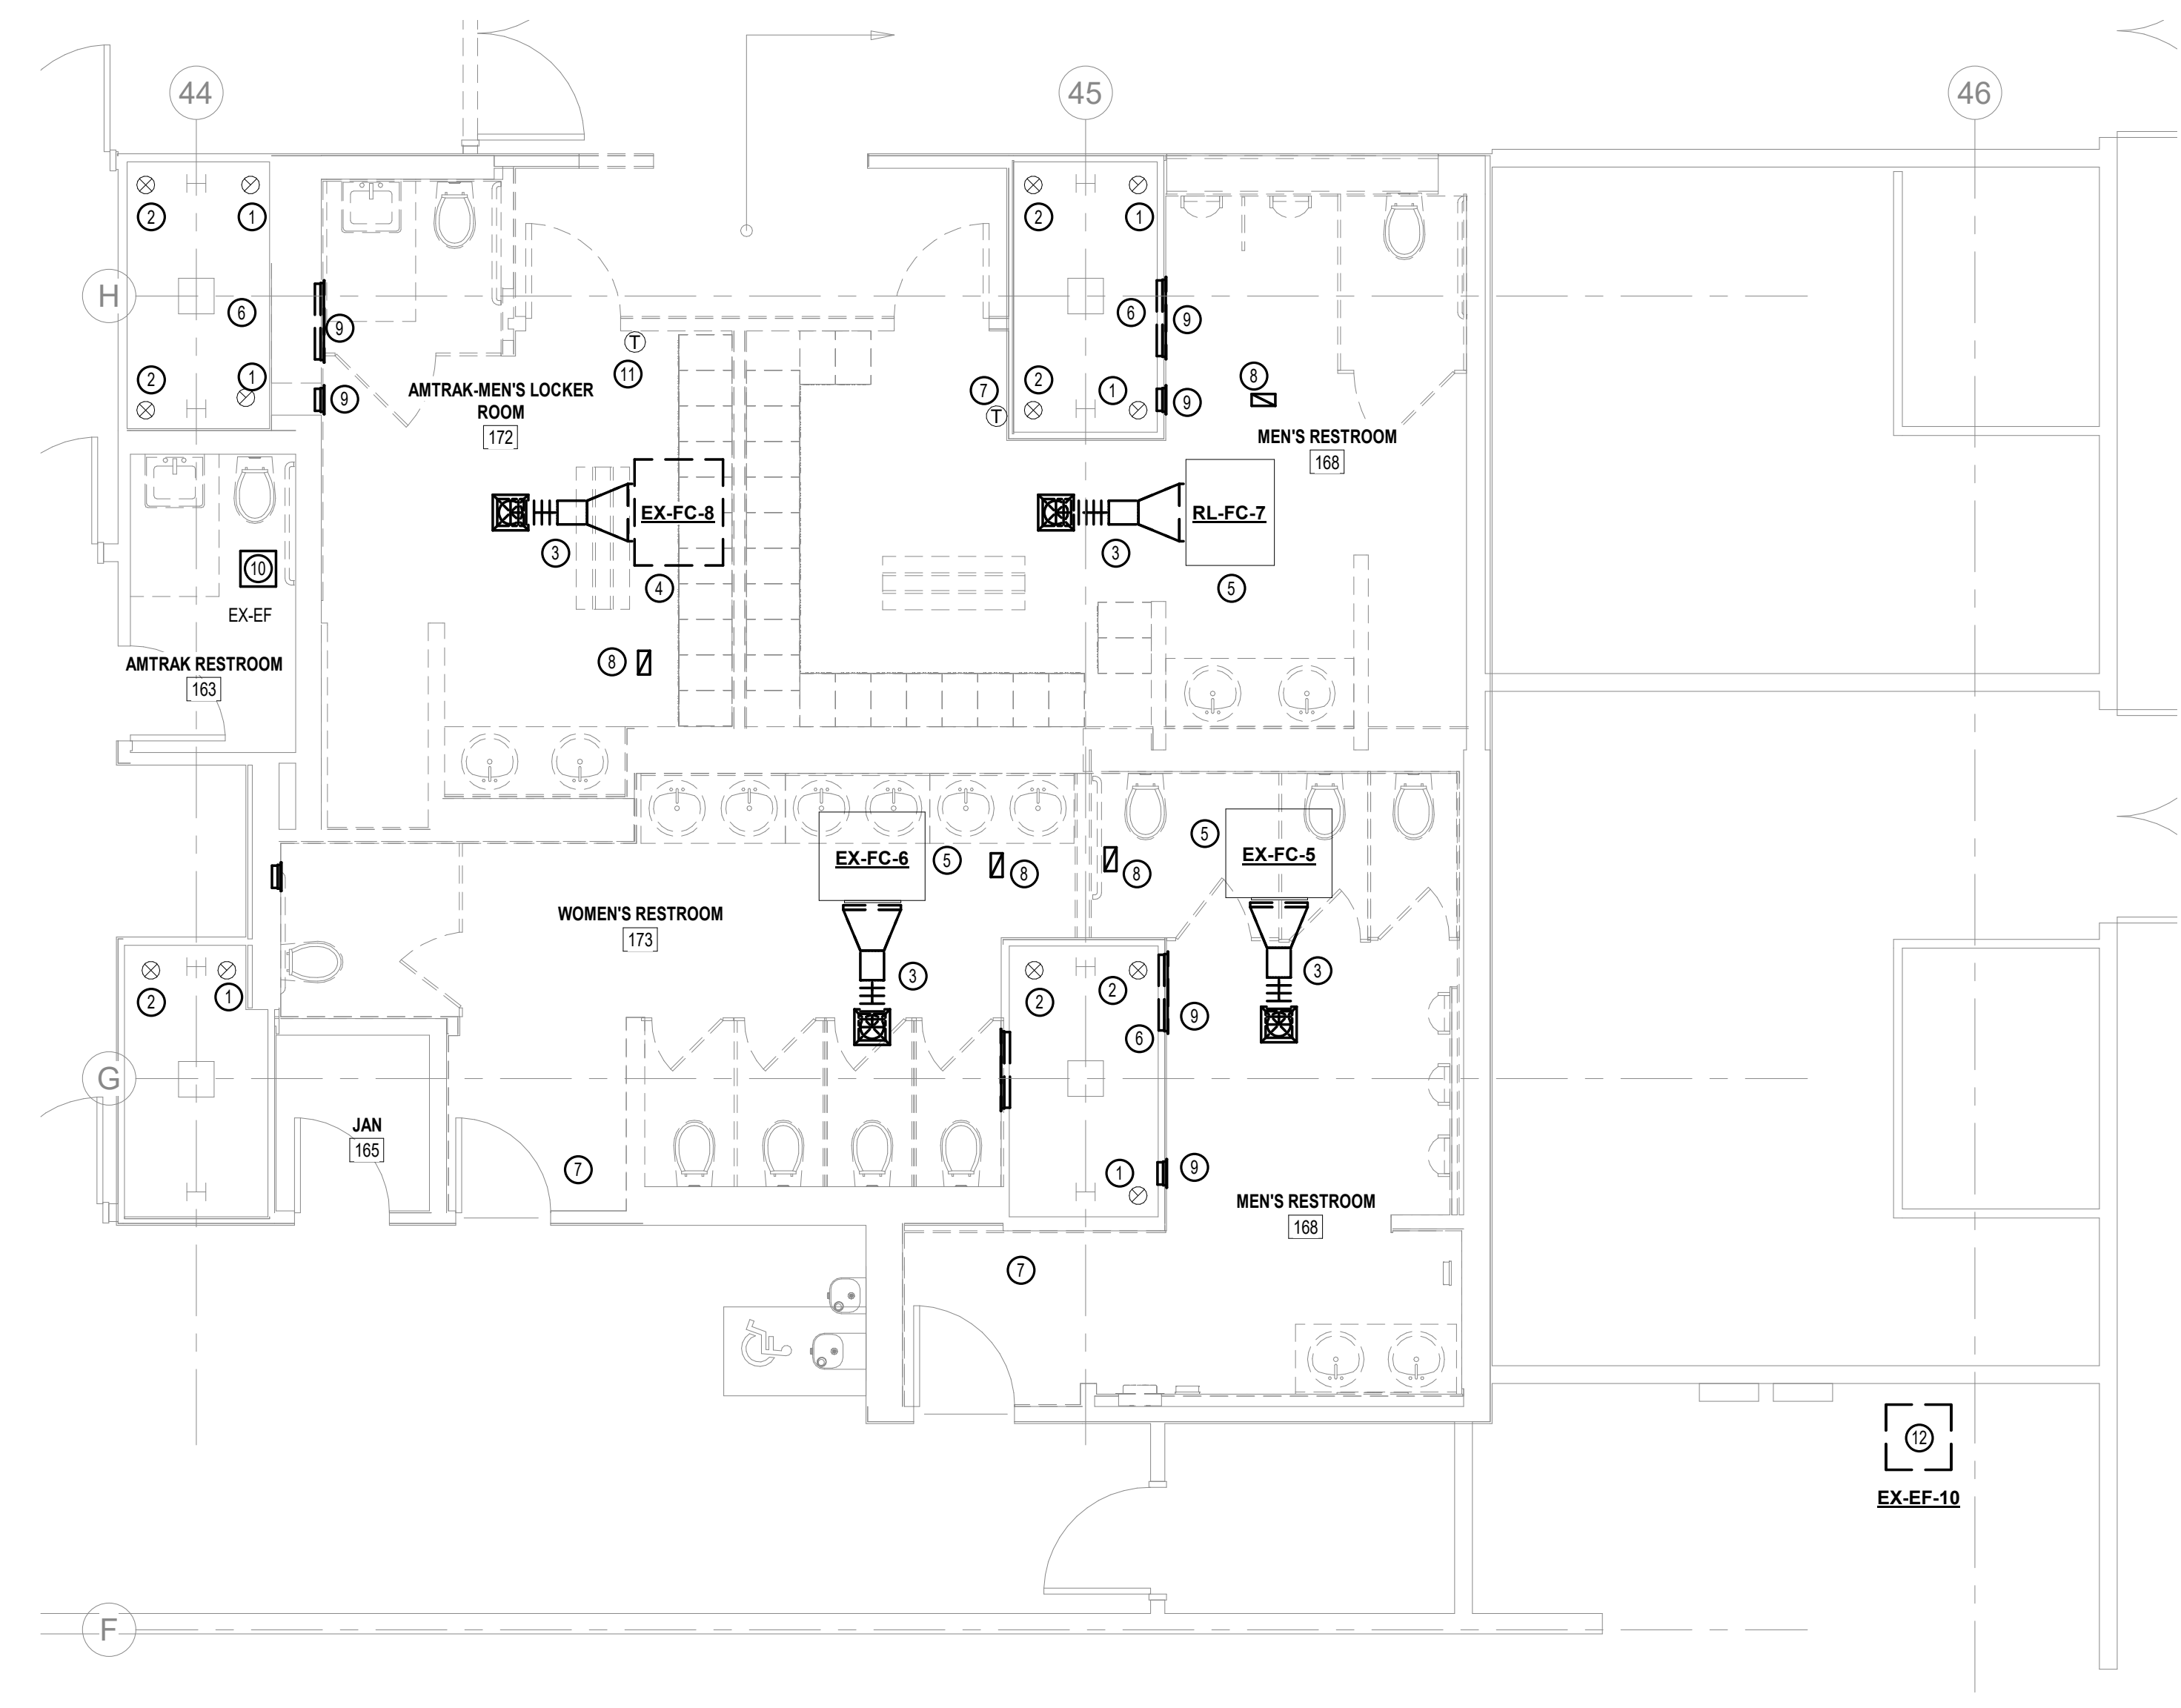 44
45
46
2
1
2
1
H
6
9
6
9
T
11
2
1
9
AMTRAK-MEN'S LOCKER
ROOM
172
7
T
2
1
9
8
MEN'S RESTROOM
168
EX-FC-8
RL-FC-7
3
4
3
5
10
EX-EF
AMTRAK RESTROOM
163
8
EX-FC-6
5
8
8
5
EX-FC-5
WOMEN'S RESTROOM
173
3
3
2
1
2
2
9
6
G
JAN
165
7
1
9
MEN'S RESTROOM
168
7
12
EX-EF-10
F